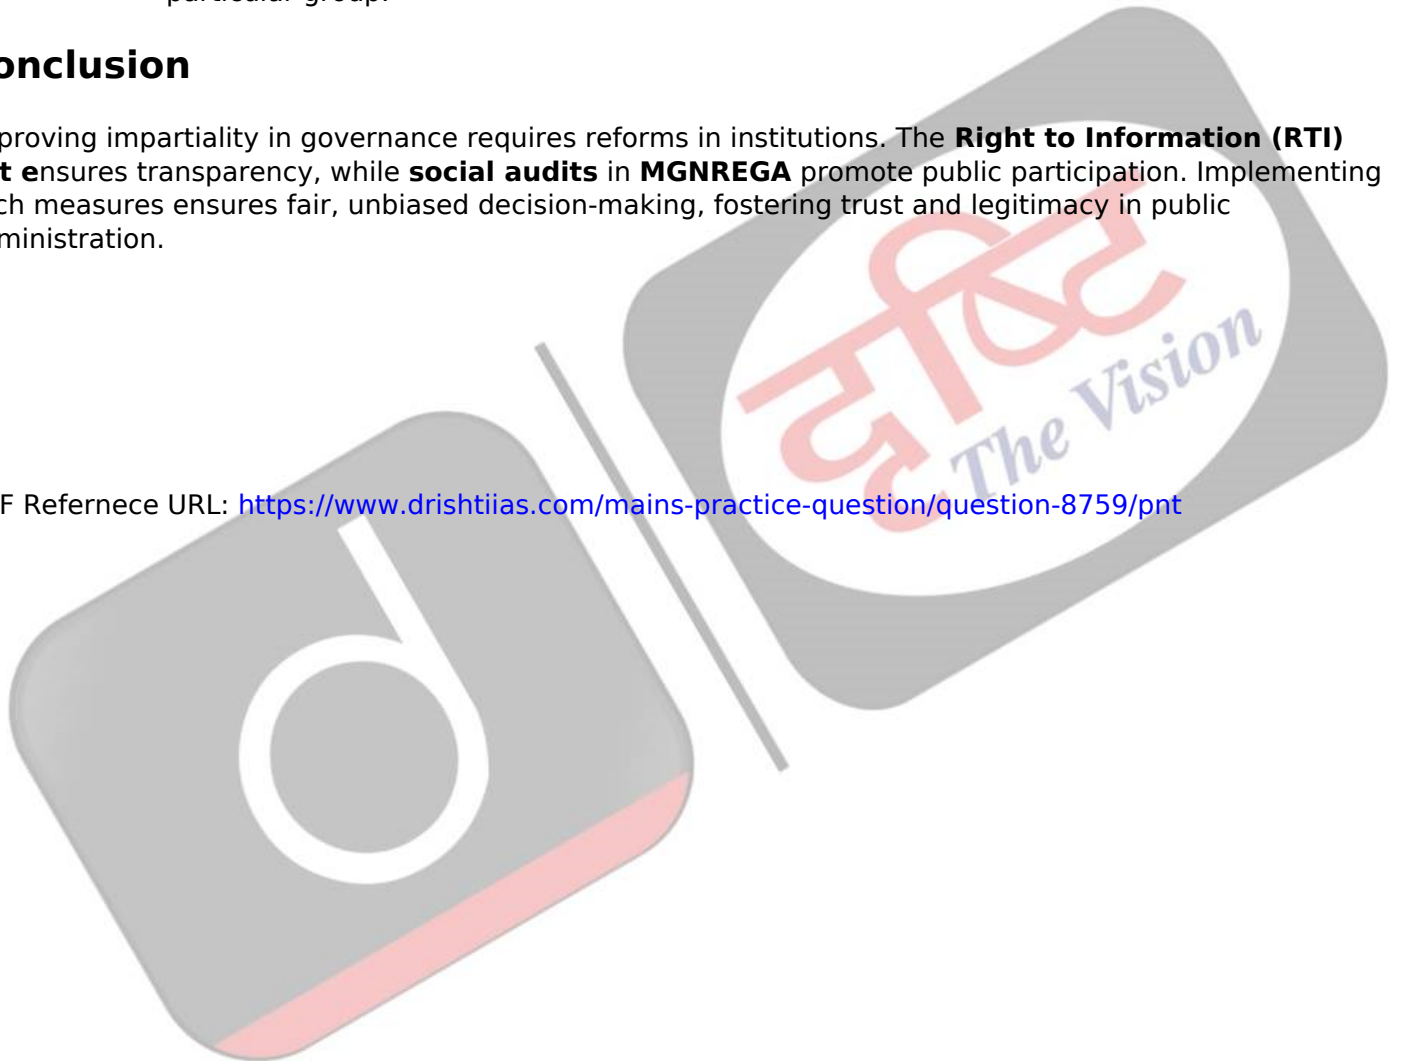 particular group.
onclusion
proving impartiality in governance requires reforms in institutions. The Right to Information (RTI)
t ensures transparency, while social audits in MGNREGA promote public participation. Implementing
ch measures ensures fair, unbiased decision-making, fostering trust and legitimacy in public
ministration.
दृष्टि
The Vision
F Refernece URL: https://www.drishtiias.com/mains-practice-question/question-8759/pnt
d